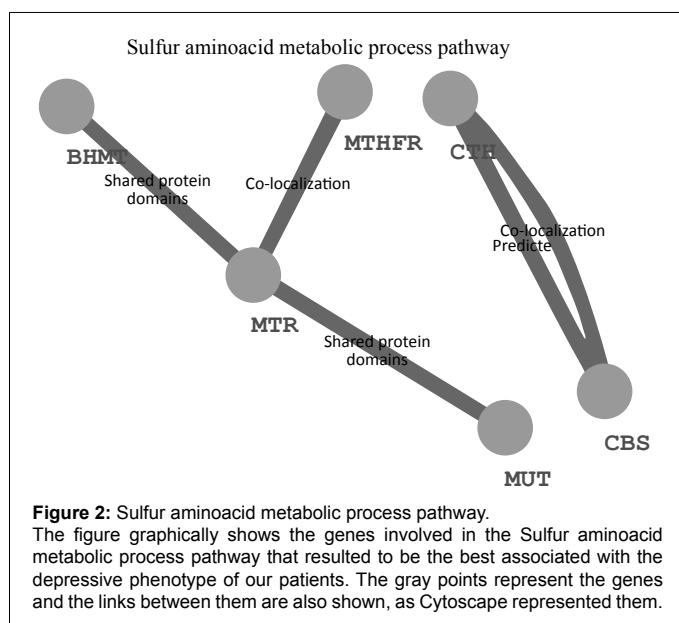 Sulfur aminoacid metabolic process pathway
BHMT
MTHFR
CTH
Shared protein
domains
Co-localization
Co-localization
Predicte
MTR
Shared protein
domains
CBS
MUT
Figure 2: Sulfur aminoacid metabolic process pathway.
The figure graphically shows the genes involved in the Sulfur aminoacid
metabolic process pathway that resulted to be the best associated with the
depressive phenotype of our patients. The gray points represent the genes
and the links between them are also shown, as Cytoscape represented them.